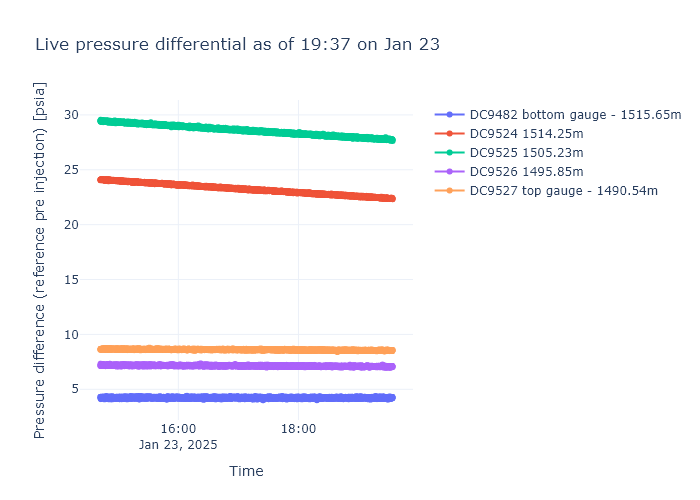 Live pressure differential as of 19:37 on Jan 23
Pressure difference (reference pre injection) [psia]
30
25
20
15
10
5
16:00
Jan 23, 2025
18:00
Time
DC9482 bottom gauge - 1515.65m
DC9524 1514.25m
DC9525 1505.23m
DC9526 1495.85m
DC9527 top gauge - 1490.54m